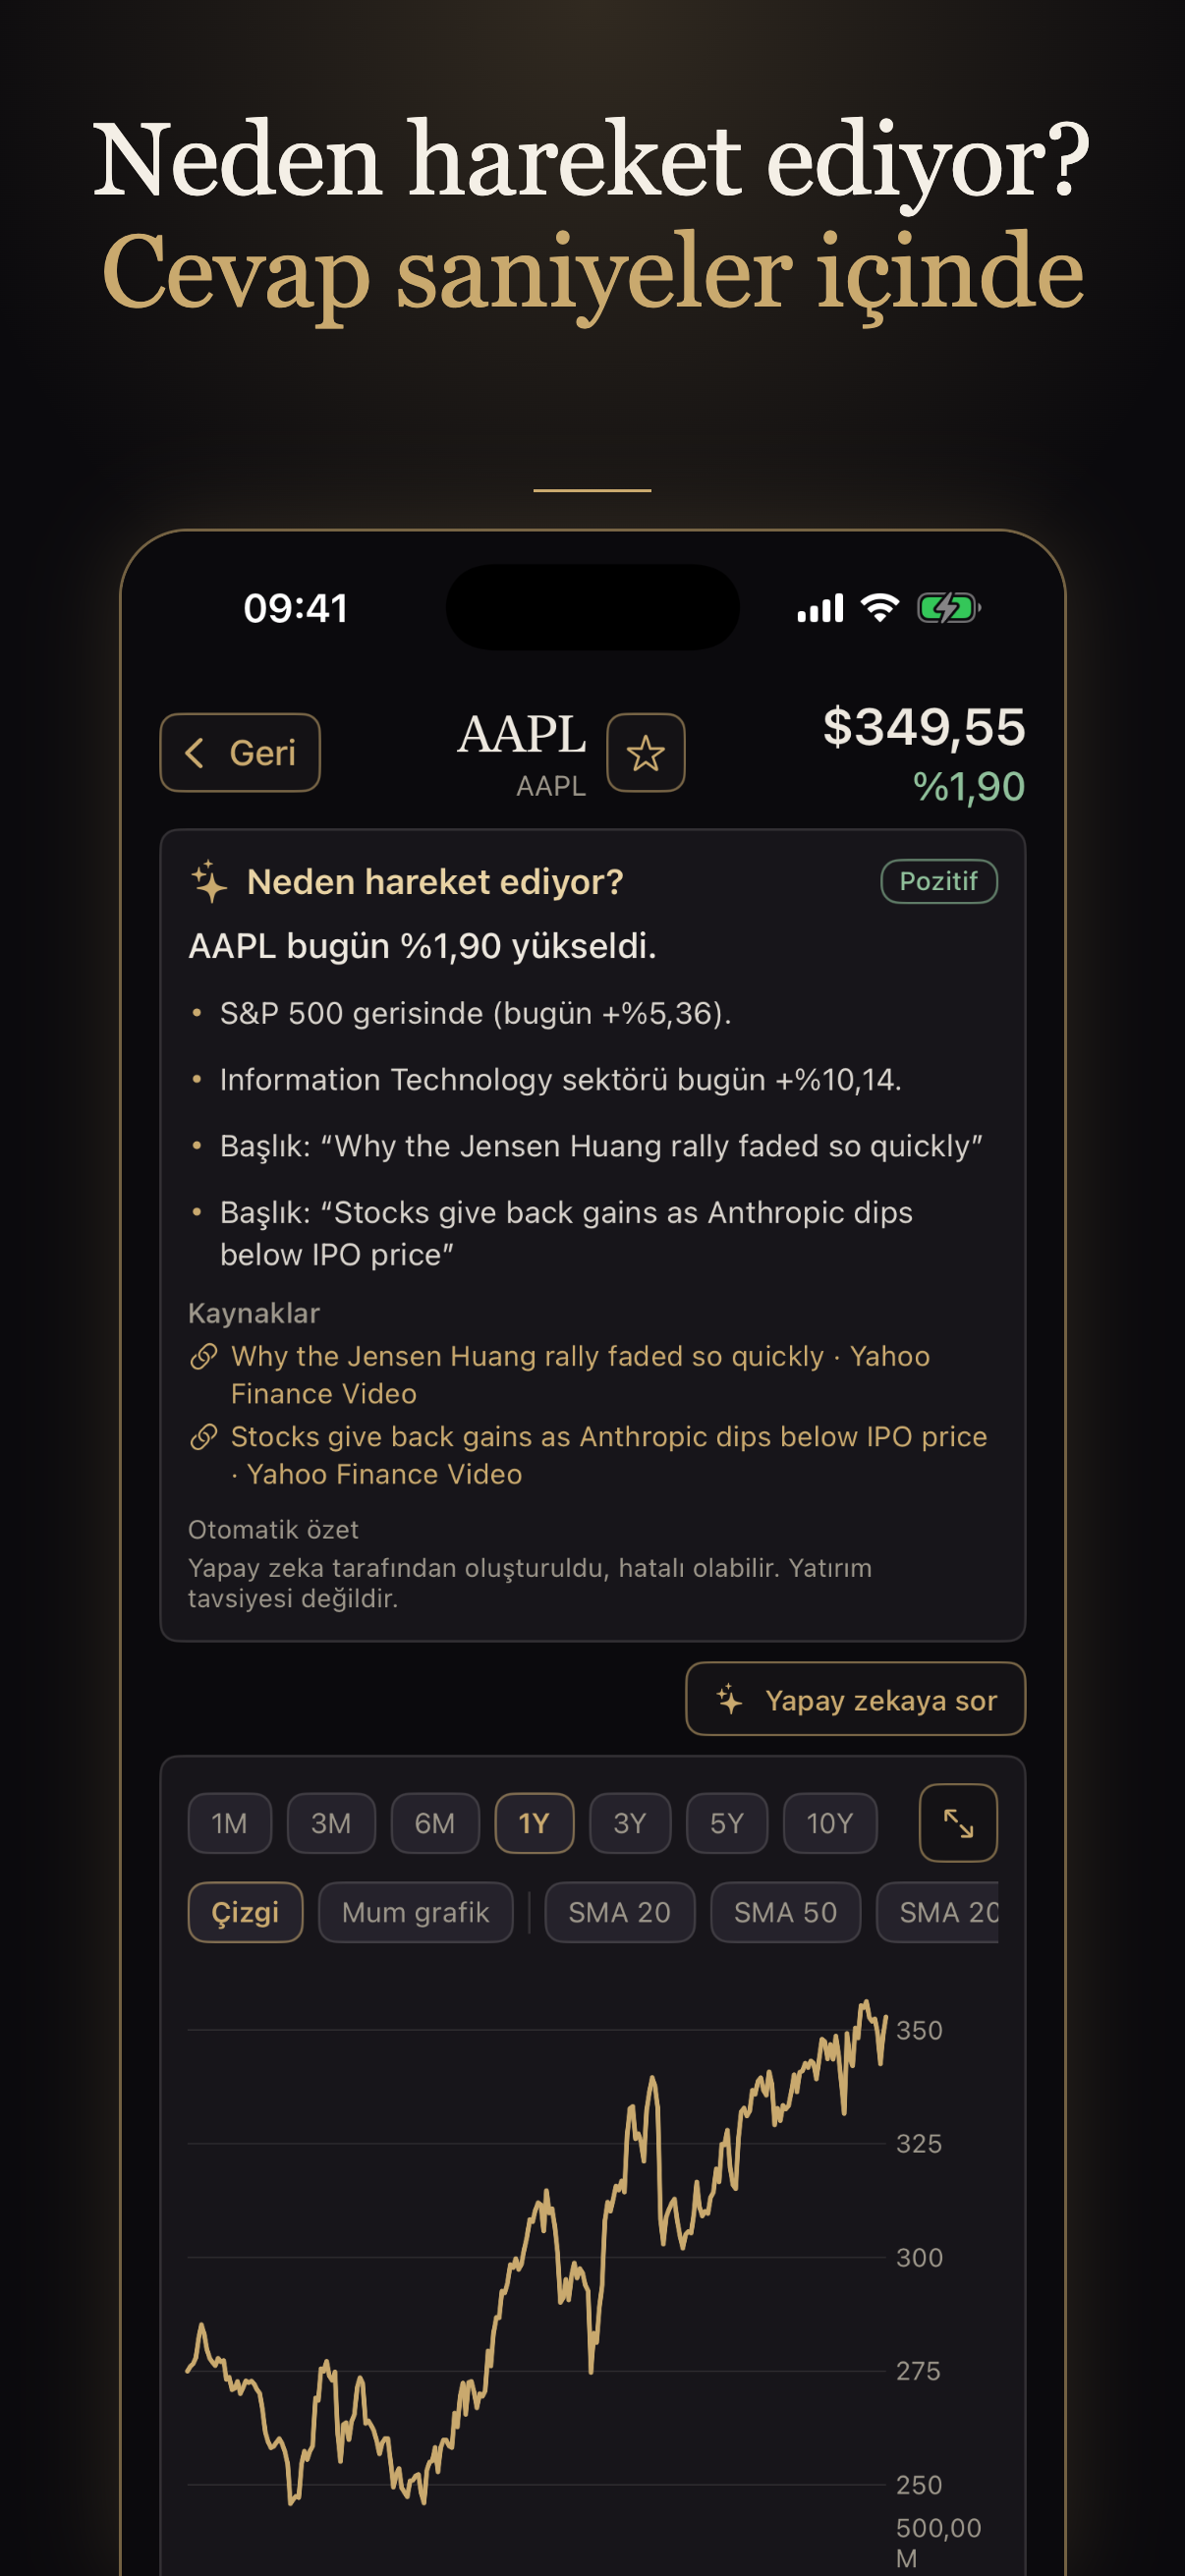 Neden hareket ediyor?
Cevap saniyeler içinde
09:41
Geri
AAPL
AAPL
$349,55
%1,90
Neden hareket ediyor?
Pozitif
AAPL bugün %1,90 yükseldi.
• S&P 500 gerisinde (bugün +%5,36).
• Information Technology sektörü bugün +%10,14.
• Başlık: “Why the Jensen Huang rally faded so quickly”
• Başlık: “Stocks give back gains as Anthropic dips
below IPO price”
Kaynaklar
Why the Jensen Huang rally faded so quickly · Yahoo
Finance Video
Stocks give back gains as Anthropic dips below IPO price
· Yahoo Finance Video
Otomatik özet
Yapay zeka tarafından oluşturuldu, hatalı olabilir. Yatırım
tavsiyesi değildir.
Yapay zekaya sor
1M 3M 6M 1Y 3Y 5Y 10Y
Çizgi Mum grafik SMA 20 SMA 50 SMA 20
350
325
300
275
250
500,00
M